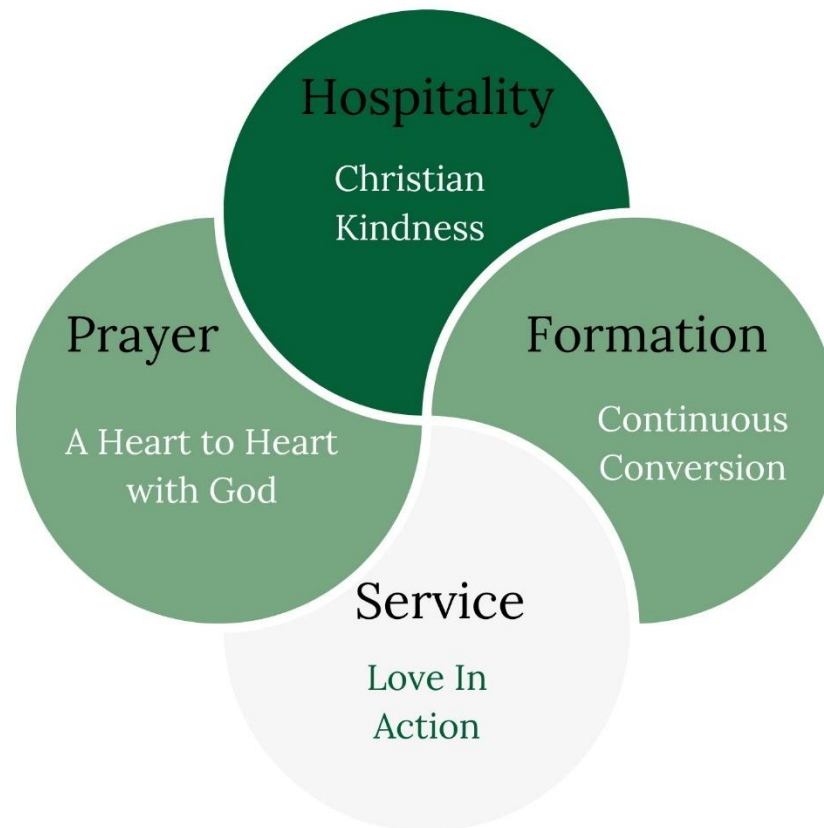 Hospitality
Christian
Kindness
Prayer
A Heart to Heart
with God
Formation
Continuous
Conversion
Service
Love In
Action